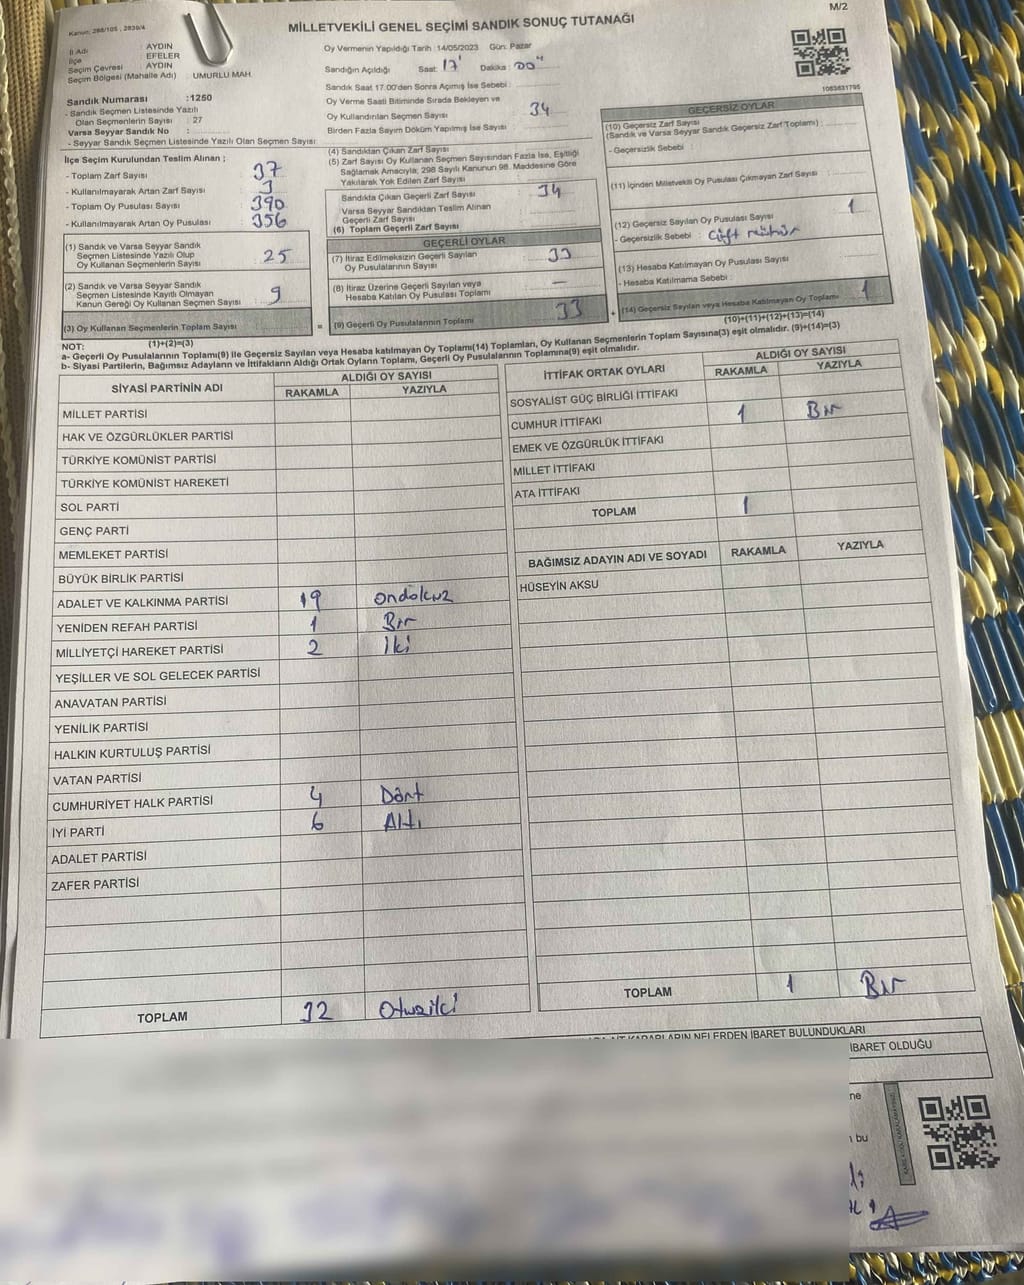 M/2
Kanun: 298/105 , 2839/4
MİLLETVEKİLİ GENEL SEÇİMİ SANDIK SONUÇ TUTANAĞI
İl Adı : AYDIN
İlçe : EFELER
Seçim Çevresi : AYDIN
Seçim Bölgesi (Mahalle Adı) : UMURLU MAH.
Sandık Numarası :1250
- Sandık Seçmen Listesinde Yazılı
Olan Seçmenlerin Sayısı : 27
Varsa Seyyar Sandık No :
- Seyyar Sandık Seçmen Listesinde Yazılı Olan Seçmen Sayısı
Oy Vermenin Yapıldığı Tarih :14/05/2023 Gün: Pazar
Sandığın Açıldığı Saat: 17 Dakika: 00
Sandık Saat 17.00'den Sonra Açımış İse Sebebi :
Oy Verme Saati Bitiminde Sırada Bekleyen ve
Oy Kullandırılan Seçmen Sayısı 34
Birden Fazla Sayım Döküm Yapılmış İse Sayısı
1083631795
İlçe Seçim Kurulundan Teslim Alınan ;
- Toplam Zarf Sayısı 37
- Kullanılmayarak Artan Zarf Sayısı 3
- Toplam Oy Pusulası Sayısı 390
- Kullanılmayarak Artan Oy Pusulası 356
(1) Sandık ve Varsa Seyyar Sandık
Seçmen Listesinde Yazılı Olup
Oy Kullanan Seçmenlerin Sayısı 25
(2) Sandık ve Varsa Seyyar Sandık
Seçmen Listesinde Kayıtlı Olmayan
Kanun Gereği Oy Kullanan Seçmen Sayısı 9
(3) Oy Kullanan Seçmenlerin Toplam Sayısı
(1)+(2)=(3)
(4) Sandıktan Çıkan Zarf Sayısı
(5) Zarf Sayısı Oy Kullanan Seçmen Sayısından Fazla İse, Eşitliği
Sağlamak Amacıyla, 298 Sayılı Kanunun 98. Maddesine Göre
Yakılarak Yok Edilen Zarf Sayısı
Sandıkta Çıkan Geçerli Zarf Sayısı 34
Varsa Seyyar Sandıktan Teslim Alınan
Geçerli Zarf Sayısı
(6) Toplam Geçerli Zarf Sayısı
GEÇERLİ OYLAR
(7) İtiraz Edilmeksizin Geçerli Sayılan
Oy Pusulalarının Sayısı 33
(8) İtiraz Üzerine Geçerli Sayılan veya
Hesaba Katılan Oy Pusulası Toplamı —
= (9) Geçerli Oy Pusulalarının Toplamı 33
GEÇERSİZ OYLAR
(10) Geçersiz Zarf Sayısı
(Sandık ve Varsa Seyyar Sandık Geçersiz Zarf Toplamı) :
- Geçersizlik Sebebi :
(11) İçinden Milletvekili Oy Pusulası Çıkmayan Zarf Sayısı
(12) Geçersiz Sayılan Oy Pusulası Sayısı 1
- Geçersizlik Sebebi : Çift mühür
(13) Hesaba Katılmayan Oy Pusulası Sayısı
- Hesaba Katılmama Sebebi :
+ (14) Geçersiz Sayılan veya Hesaba Katılmayan Oy Toplamı 1
(10)+(11)+(12)+(13)=(14)
NOT:
a- Geçerli Oy Pusulalarının Toplamı(9) ile Geçersiz Sayılan veya Hesaba katılmayan Oy Toplamı(14) Toplamları, Oy Kullanan Seçmenlerin Toplam Sayısına(3) eşit olmalıdır. (9)+(14)=(3)
b- Siyasi Partilerin, Bağımsız Adayların ve İttifakların Aldığı Ortak Oyların Toplamı, Geçerli Oy Pusulalarının Toplamına(9) eşit olmalıdır.
SİYASİ PARTİNİN ADI ALDIĞI OY SAYISI
RAKAMLA YAZIYLA
MİLLET PARTİSİ
HAK VE ÖZGÜRLÜKLER PARTİSİ
TÜRKİYE KOMÜNİST PARTİSİ
TÜRKİYE KOMÜNİST HAREKETİ
SOL PARTİ
GENÇ PARTİ
MEMLEKET PARTİSİ
BÜYÜK BİRLİK PARTİSİ
ADALET VE KALKINMA PARTİSİ 19 ondokuz
YENİDEN REFAH PARTİSİ 1 Bir
MİLLİYETÇİ HAREKET PARTİSİ 2 İki
YEŞİLLER VE SOL GELECEK PARTİSİ
ANAVATAN PARTİSİ
YENİLİK PARTİSİ
HALKIN KURTULUŞ PARTİSİ
VATAN PARTİSİ
CUMHURİYET HALK PARTİSİ 4 Dört
İYİ PARTİ 6 Altı
ADALET PARTİSİ
ZAFER PARTİSİ
TOPLAM 32 Otuziki
İTTİFAK ORTAK OYLARI ALDIĞI OY SAYISI
RAKAMLA YAZIYLA
SOSYALİST GÜÇ BİRLİĞİ İTTİFAKI
CUMHUR İTTİFAKI 1 Bir
EMEK VE ÖZGÜRLÜK İTTİFAKI
MİLLET İTTİFAKI
ATA İTTİFAKI
TOPLAM 1
BAĞIMSIZ ADAYIN ADI VE SOYADI RAKAMLA YAZIYLA
HÜSEYİN AKSU
TOPLAM 1 Bir
KARARLARIN NELERDEN İBARET BULUNDUKLARI
İBARET OLDUĞU
ne
bu